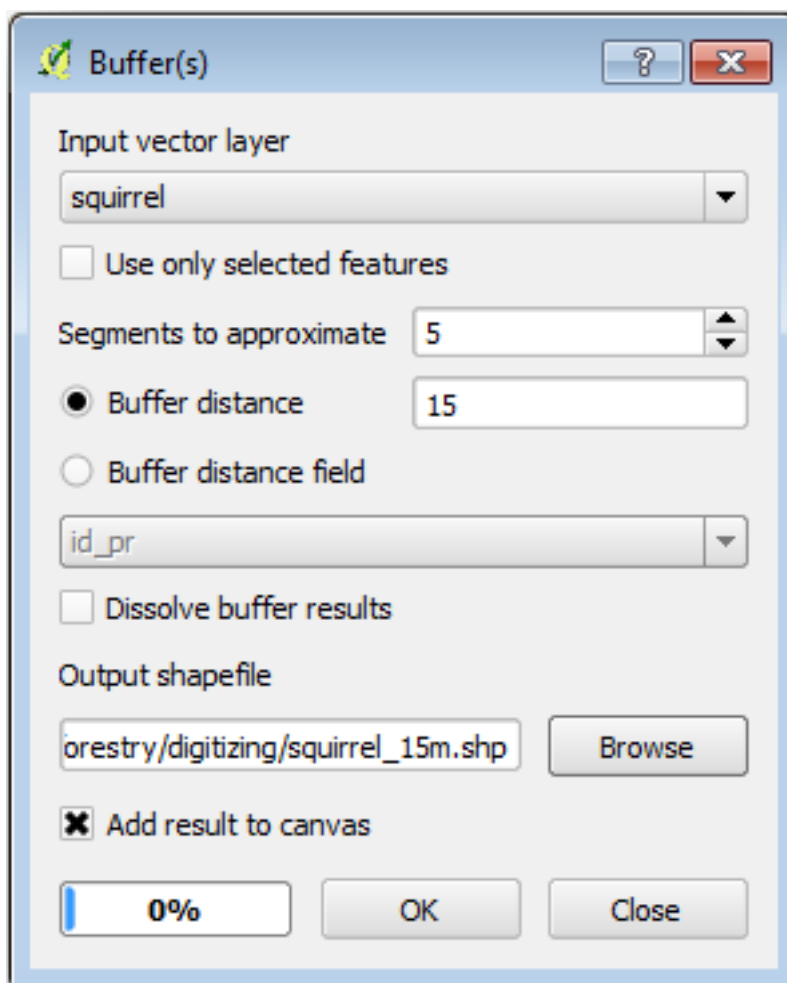 Buffer(s)
Input vector layer
squirrel
Use only selected features
Segments to approximate 5
Buffer distance 15
Buffer distance field
id_pr
Dissolve buffer results
Output shapefile
orestry/digitizing/squirrel_15m.shp Browse
Add result to canvas
0% OK Close